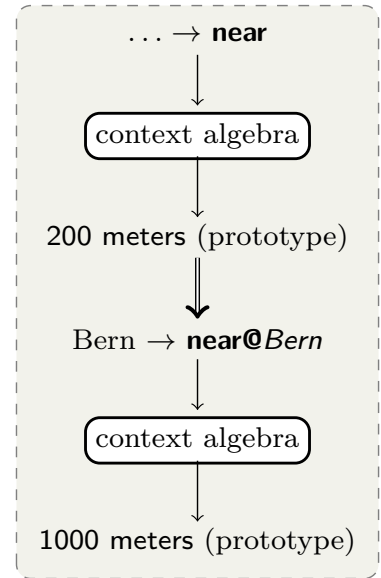 ... → near
context algebra
200 meters (prototype)
Bern → near@Bern
context algebra
1000 meters (prototype)